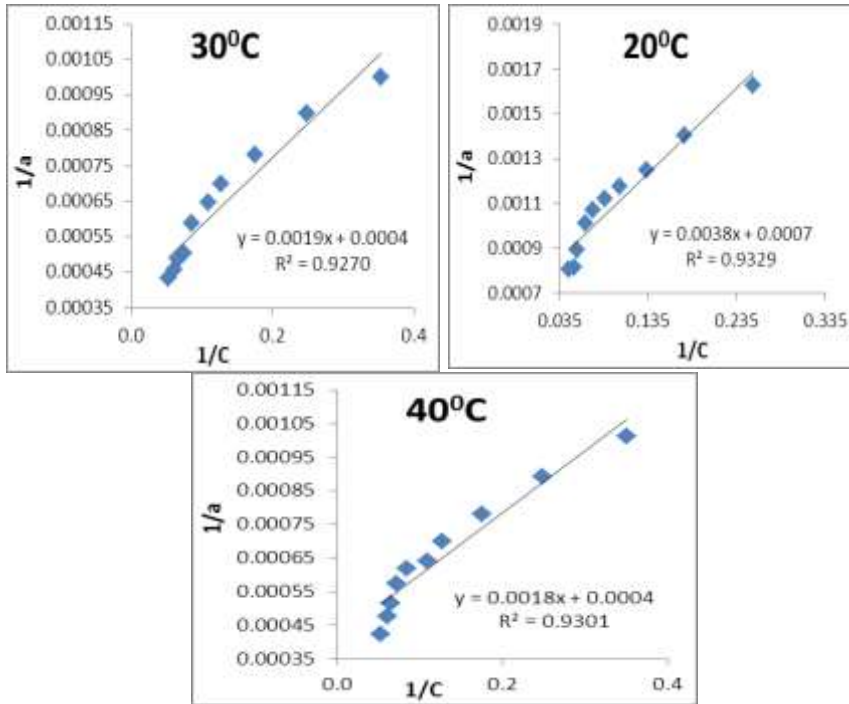 30⁰C
0.00115
0.00105
0.00095
0.00085
0.00075
0.00065
0.00055
0.00045
0.00035
1/a
y = 0.0019x + 0.0004
R² = 0.9270
0.0 0.2 0.4
1/C
20⁰C
0.0019
0.0017
0.0015
0.0013
0.0011
0.0009
0.0007
1/a
y = 0.0038x + 0.0007
R² = 0.9329
0.035 0.135 0.235 0.335
1/C
40⁰C
0.00115
0.00105
0.00095
0.00085
0.00075
0.00065
0.00055
0.00045
0.00035
1/a
y = 0.0018x + 0.0004
R² = 0.9301
0.0 0.2 0.4
1/C